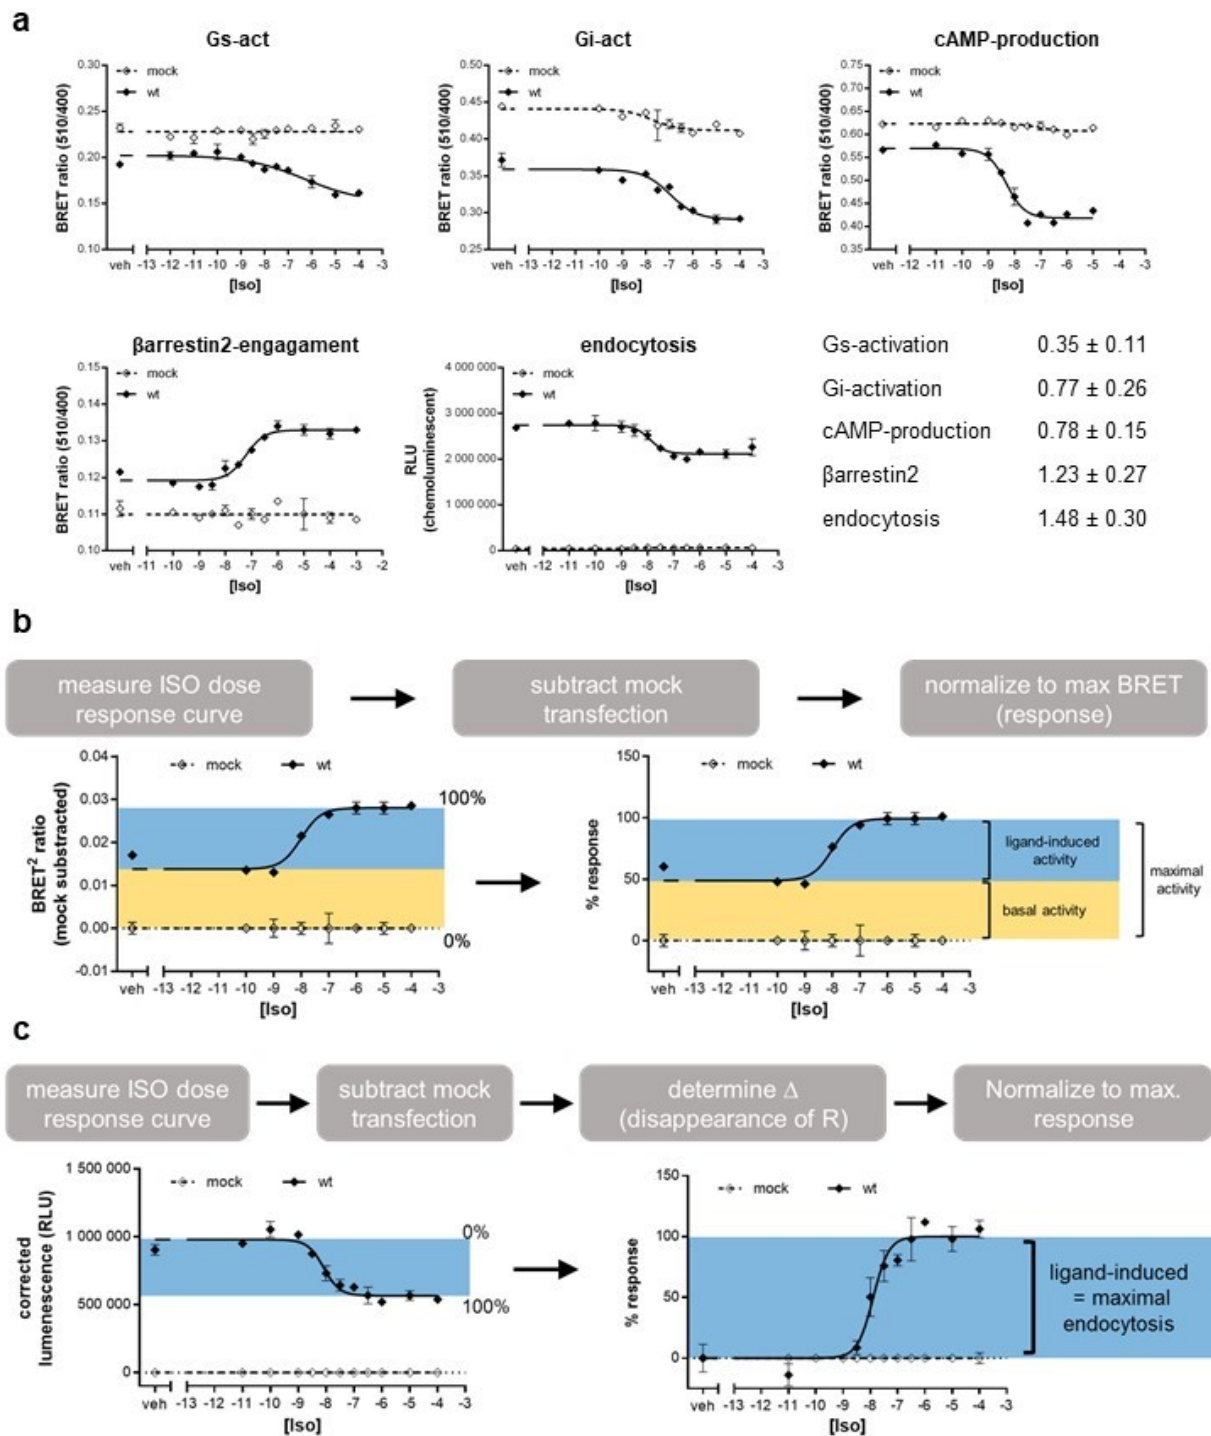 a
Gs-act
0.30
0.25
0.20
0.15
0.10
BRET ratio (510/400)
mock
wt
veh -13 -12 -11 -10 -9 -8 -7 -6 -5 -4 -3
[Iso]
Gi-act
0.50
0.45
0.40
0.35
0.30
0.25
BRET ratio (510/400)
mock
wt
veh -13 -12 -11 -10 -9 -8 -7 -6 -5 -4 -3
[Iso]
cAMP-production
0.75
0.70
0.65
0.60
0.55
0.50
0.45
0.40
0.35
BRET ratio (510/400)
mock
wt
veh 12 -11 -10 -9 -8 -7 -6 -5 -4 -3
[Iso]
βarrestin2-engagament
0.15
0.14
0.13
0.12
0.11
0.10
BRET ratio (510/400)
mock
wt
veh -11 -10 -9 -8 -7 -6 -5 -4 -3 -2
[Iso]
endocytosis
4 000 000
3 000 000
2 000 000
1 000 000
0
RLU
(chemoluminescent)
mock
wt
veh -12 -11 -10 -9 -8 -7 -6 -5 -4 -3
[Iso]
Gs-activation 0.35 ± 0.11
Gi-activation 0.77 ± 0.26
cAMP-production 0.78 ± 0.15
βarrestin2 1.23 ± 0.27
endocytosis 1.48 ± 0.30
b
measure ISO dose
response curve
subtract mock
transfection
normalize to max BRET
(response)
0.04
0.03
0.02
0.01
0.00
-0.01
BRET² ratio
(mock substracted)
mock
wt
100%
0%
veh -13 -12 -11 -10 -9 -8 -7 -6 -5 -4 -3
[Iso]
150
100
50
0
% response
mock
wt
ligand-induced
activity
basal activity
maximal
activity
veh -13 -12 -11 -10 -9 -8 -7 -6 -5 -4 -3
[Iso]
c
measure ISO dose
response curve
subtract mock
transfection
determine Δ
(disappearance of R)
Normalize to max.
response
1 500 000
1 000 000
500 000
0
corrected
lumenescence (RLU)
mock
wt
0%
100%
veh -13 -12 -11 -10 -9 -8 -7 -6 -5 -4 -3
[Iso]
150
100
50
0
% response
mock
wt
ligand-induced
= maximal
endocytosis
veh -13 -12 -11 -10 -9 -8 -7 -6 -5 -4 -3
[Iso]